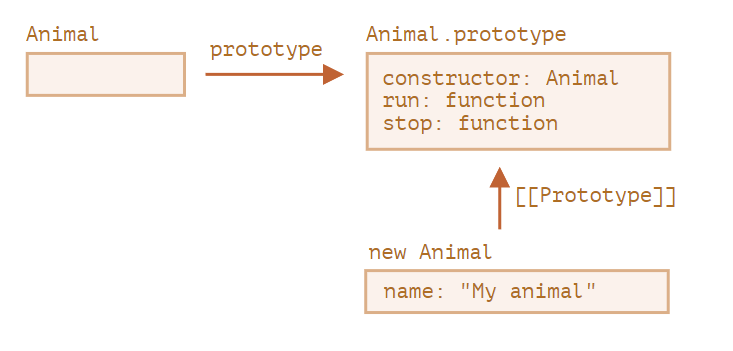 Animal
prototype
Animal.prototype
constructor: Animal
run: function
stop: function
[[Prototype]]
new Animal
name: "My animal"